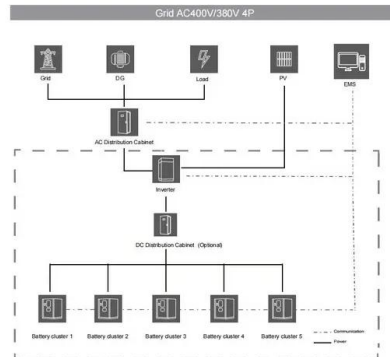 Grid AC400V/380V 4P
Grid
DG
Load
PV
EMS
AC Distribution Cabinet
Inverter
DC Distribution Cabinet (Optional)
Battery cluster 1
Battery cluster 2
Battery cluster 3
Battery cluster 4
Battery cluster 5
Communication
Power